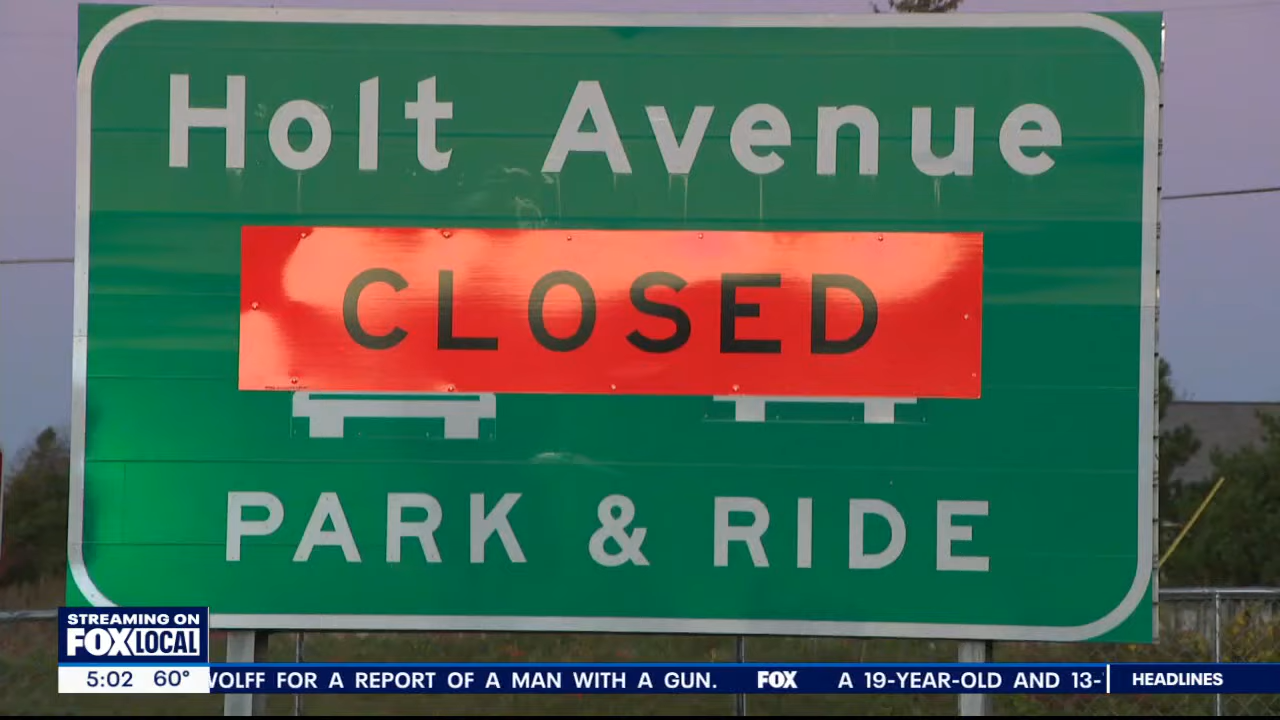 Holt Avenue
CLOSED
PARK & RIDE
STREAMING ON
FOX LOCAL
5:02 60° WOLFF FOR A REPORT OF A MAN WITH A GUN. FOX A 19-YEAR-OLD AND 13- HEADLINES